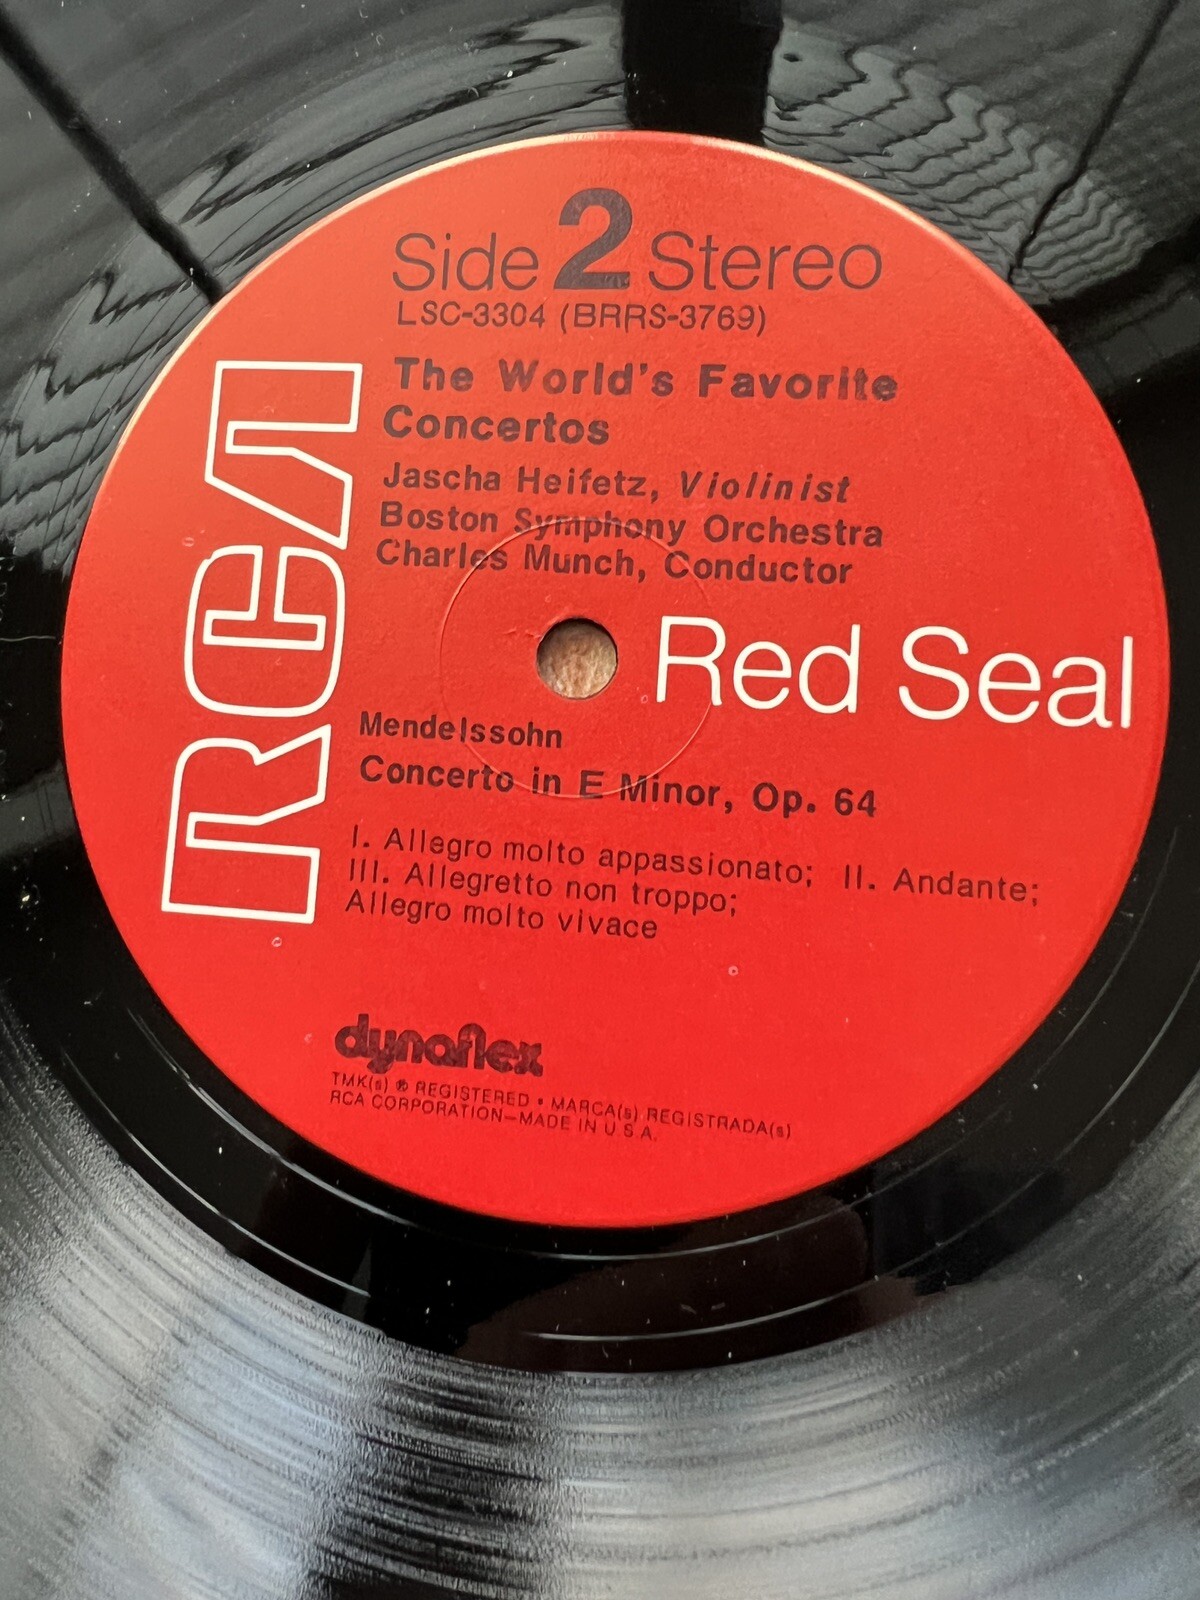 Side 2 Stereo
LSC-3304 (BRRS-3769)
The World's Favorite
Concertos
Jascha Heifetz, Violinist
Boston Symphony Orchestra
Charles Munch, Conductor
RCA
Red Seal
Mendelssohn
Concerto in E Minor, Op. 64
I. Allegro molto appassionato; II. Andante;
III. Allegretto non troppo;
Allegro molto vivace
dynaflex
TMK(s) ® REGISTERED • MARCA(s) REGISTRADA(s)
RCA CORPORATION—MADE IN U.S.A.